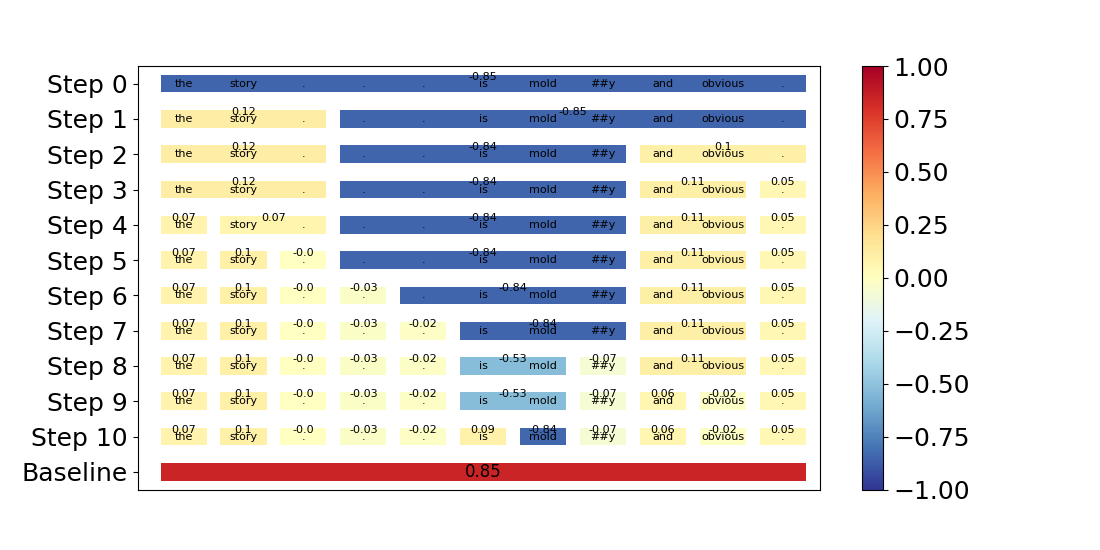 Step 0 the story . . . is mold ##y and obvious .
-0.85
Step 1 the story . . . is mold ##y and obvious .
0.12 -0.85
Step 2 the story . . . is mold ##y and obvious .
0.12 -0.84 0.1
Step 3 the story . . . is mold ##y and obvious .
0.12 -0.84 0.11 0.05
Step 4 the story . . . is mold ##y and obvious .
0.07 0.07 -0.84 0.11 0.05
Step 5 the story . . . is mold ##y and obvious .
0.07 0.1 -0.0 -0.84 0.11 0.05
Step 6 the story . . . is mold ##y and obvious .
0.07 0.1 -0.0 -0.03 -0.84 0.11 0.05
Step 7 the story . . . is mold ##y and obvious .
0.07 0.1 -0.0 -0.03 -0.02 -0.84 0.11 0.05
Step 8 the story . . . is mold ##y and obvious .
0.07 0.1 -0.0 -0.03 -0.02 -0.53 -0.07 0.11 0.05
Step 9 the story . . . is mold ##y and obvious .
0.07 0.1 -0.0 -0.03 -0.02 -0.53 -0.07 0.06 -0.02 0.05
Step 10 the story . . . is mold ##y and obvious .
0.07 0.1 -0.0 -0.03 -0.02 0.09 -0.84 -0.07 0.06 -0.02 0.05
Baseline 0.85
1.00
0.75
0.50
0.25
0.00
−0.25
−0.50
−0.75
−1.00